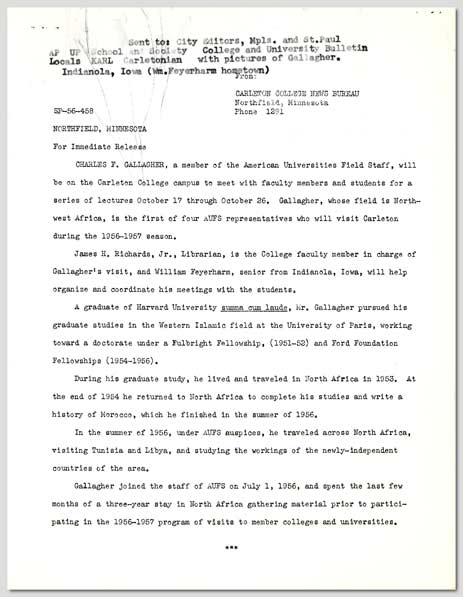 Sent to: City Editors, Mpls. and St.Paul
AP UP School and Society College and University Bulletin
Locals KARL Carletonian with pictures of Gallagher.
Indianola, Iowa (Wm.Feyerharm hometown)
From:
CARLETON COLLEGE NEWS BUREAU
Northfield, Minnesota
Phone 1291
SF-56-458
NORTHFIELD, MINNESOTA
For Immediate Release
CHARLES F. GALLAGHER, a member of the American Universities Field Staff, will
be on the Carleton College campus to meet with faculty members and students for a
series of lectures October 17 through October 26. Gallagher, whose field is North-
west Africa, is the first of four AUFS representatives who will visit Carleton
during the 1956-1957 season.
James H. Richards, Jr., Librarian, is the College faculty member in charge of
Gallagher's visit, and William Feyerharm, senior from Indianola, Iowa, will help
organize and coordinate his meetings with the students.
A graduate of Harvard University summa cum laude, Mr. Gallagher pursued his
graduate studies in the Western Islamic field at the University of Paris, working
toward a doctorate under a Fulbright Fellowship, (1951-52) and Ford Foundation
Fellowships (1954-1956).
During his graduate study, he lived and traveled in North Africa in 1953. At
the end of 1954 he returned to North Africa to complete his studies and write a
history of Morocco, which he finished in the summer of 1956.
In the summer of 1956, under AUFS auspices, he traveled across North Africa,
visiting Tunisia and Libya, and studying the workings of the newly-independent
countries of the area.
Gallagher joined the staff of AUFS on July 1, 1956, and spent the last few
months of a three-year stay in North Africa gathering material prior to partici-
pating in the 1956-1957 program of visits to member colleges and universities.
***